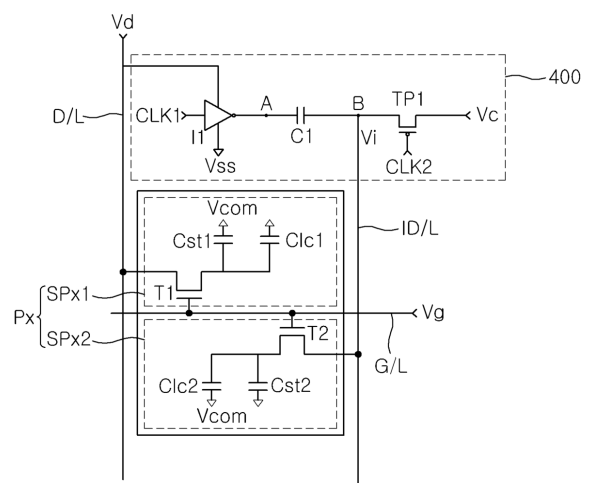 Vd
400
D/L
CLK1
I1
Vss
A
C1
B
Vi
TP1
Vc
CLK2
Vcom
Cst1
Clc1
ID/L
T1
Px
SPx1
SPx2
Vg
T2
G/L
Clc2
Cst2
Vcom